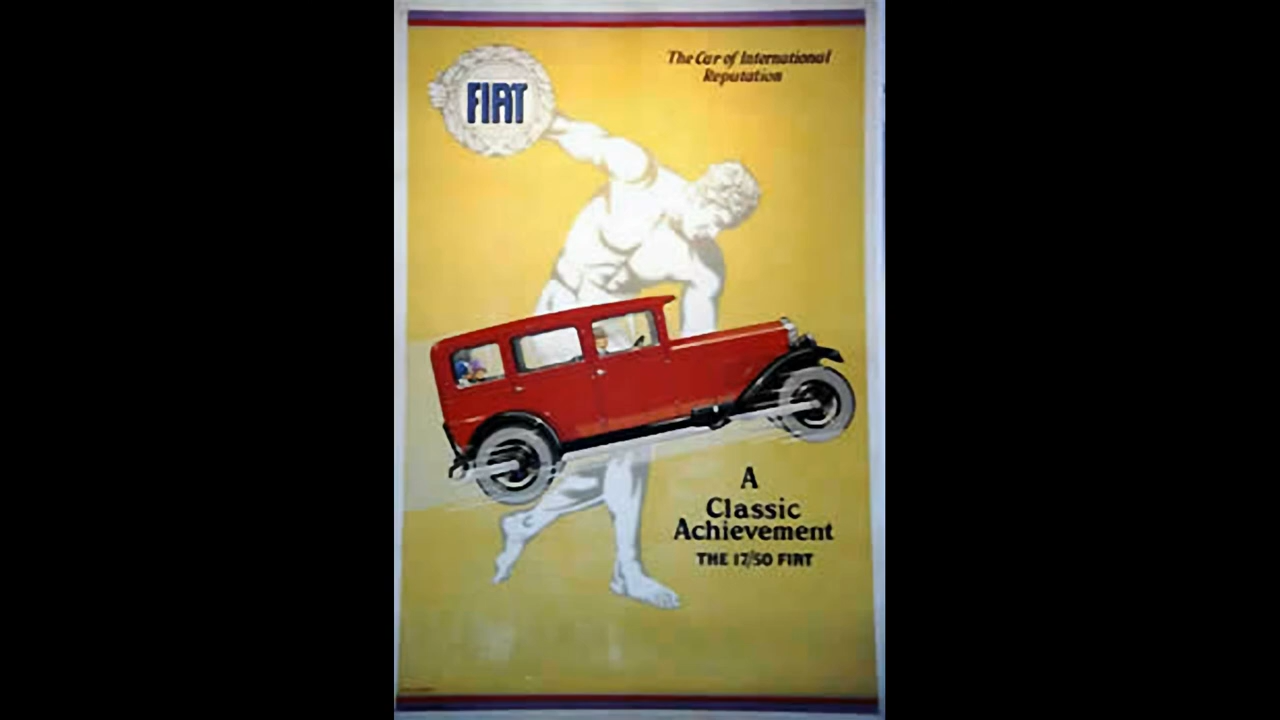 FIAT
The Car of International
Reputation
A
Classic
Achievement
THE 17/50 FIAT